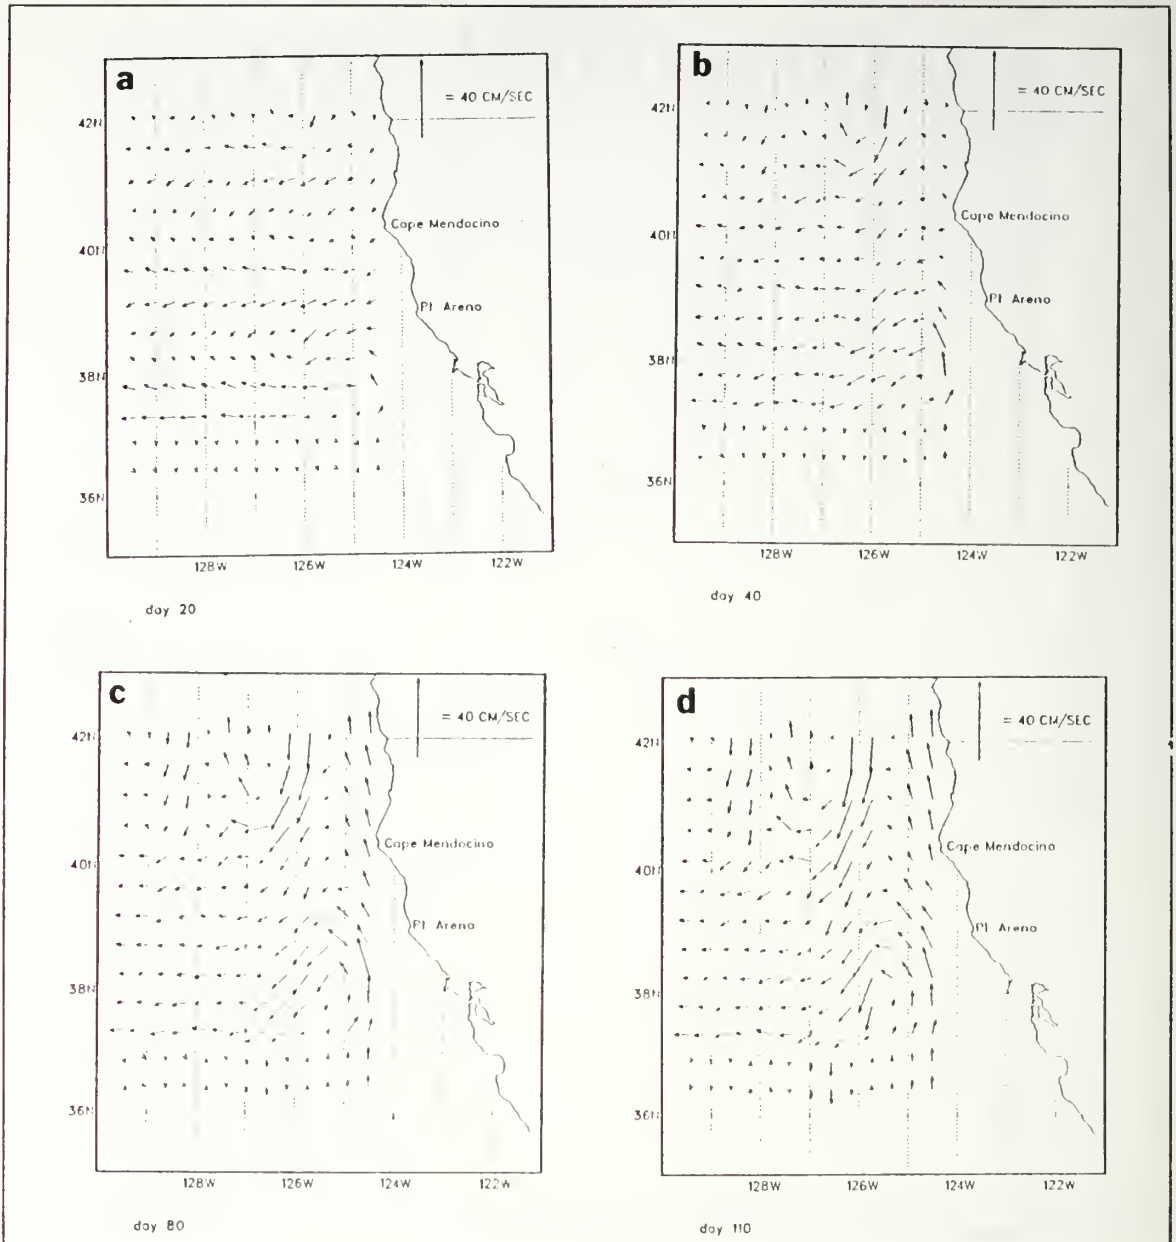 a
= 40 CM/SEC
42N
Cape Mendocino
40N
Pt Areno
38N
36N
128W 126W 124W 122W
day 20
b
= 40 CM/SEC
42N
Cape Mendocino
40N
Pt Areno
38N
36N
128W 126W 124W 122W
day 40
c
= 40 CM/SEC
42N
Cape Mendocino
40N
Pt Areno
38N
36N
128W 126W 124W 122W
day 80
d
= 40 CM/SEC
42N
Cape Mendocino
40N
Pt Areno
38N
36N
128W 126W 124W 122W
day 110